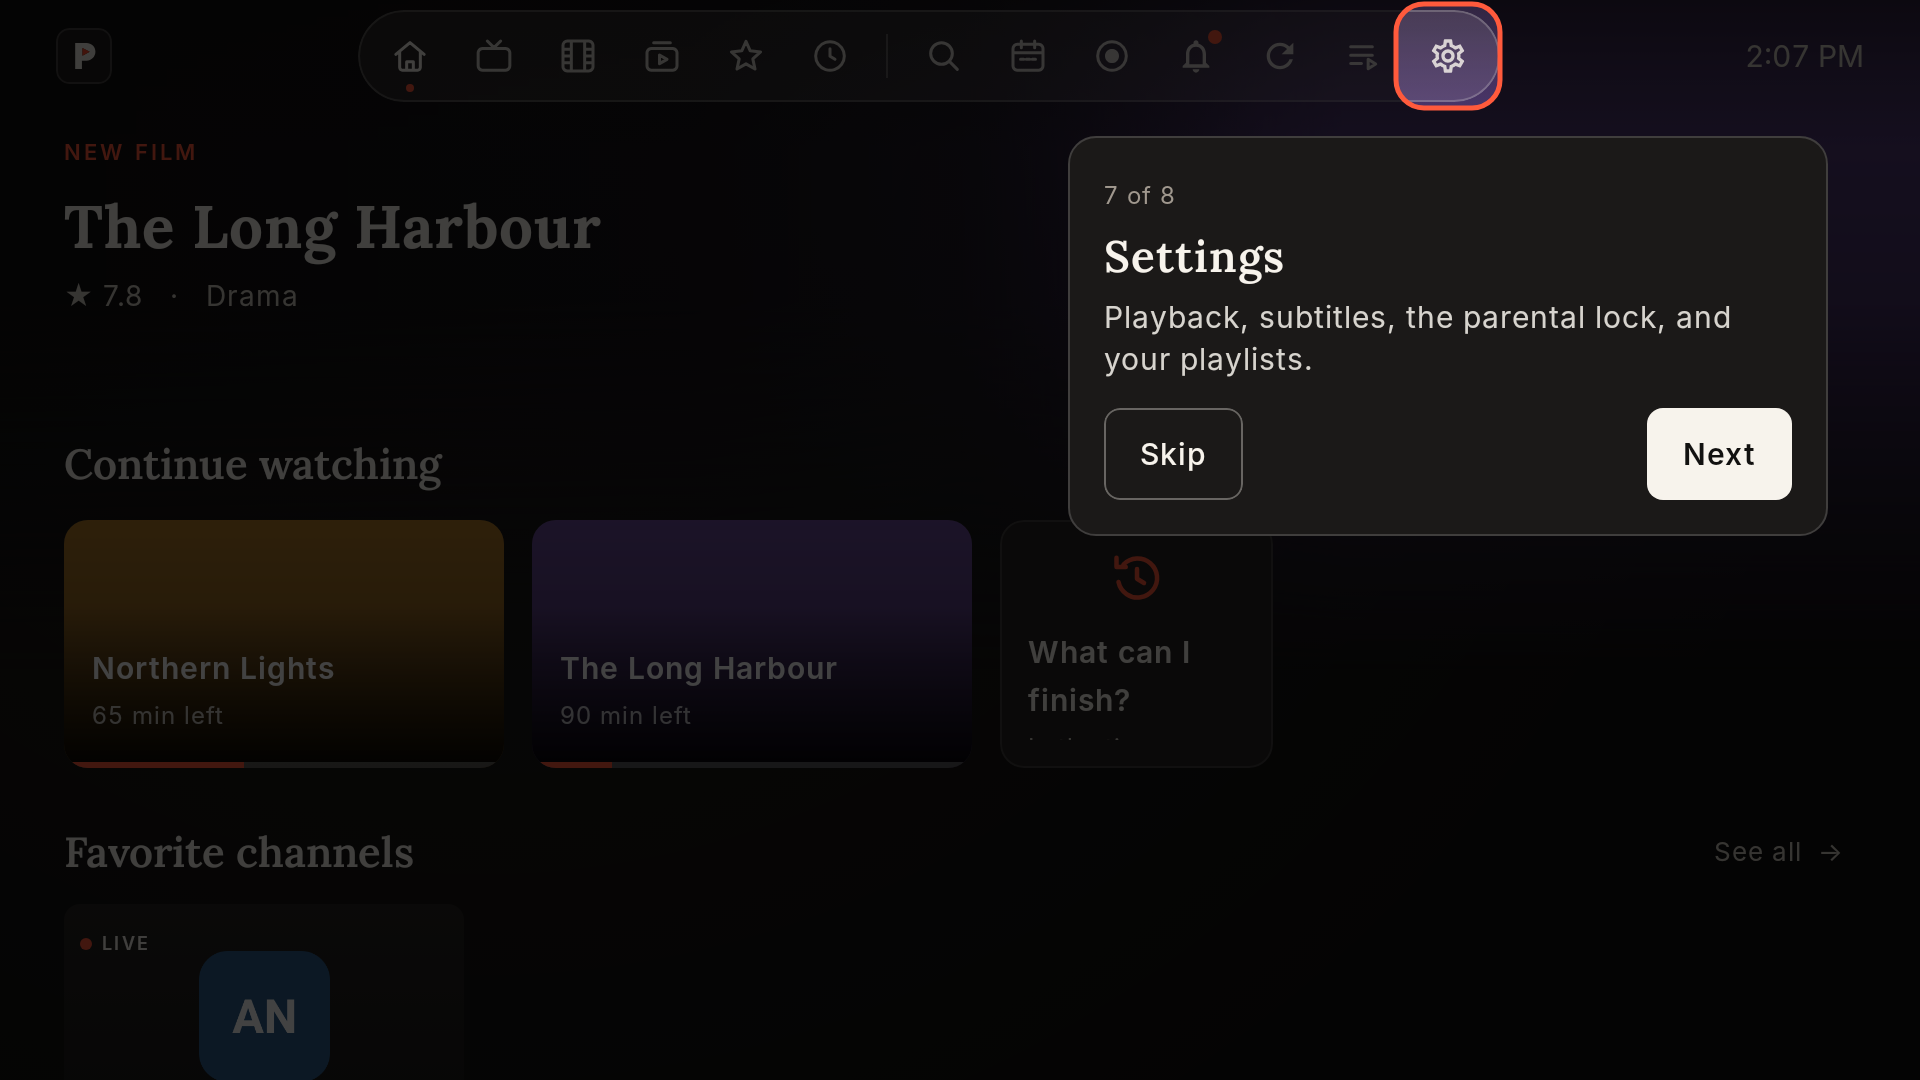 P
2:07 PM
NEW FILM
The Long Harbour
★ 7.8 · Drama
7 of 8
Settings
Playback, subtitles, the parental lock, and
your playlists.
Skip
Next
Continue watching
Northern Lights
65 min left
The Long Harbour
90 min left
What can I
finish?
Favorite channels
See all →
LIVE
AN